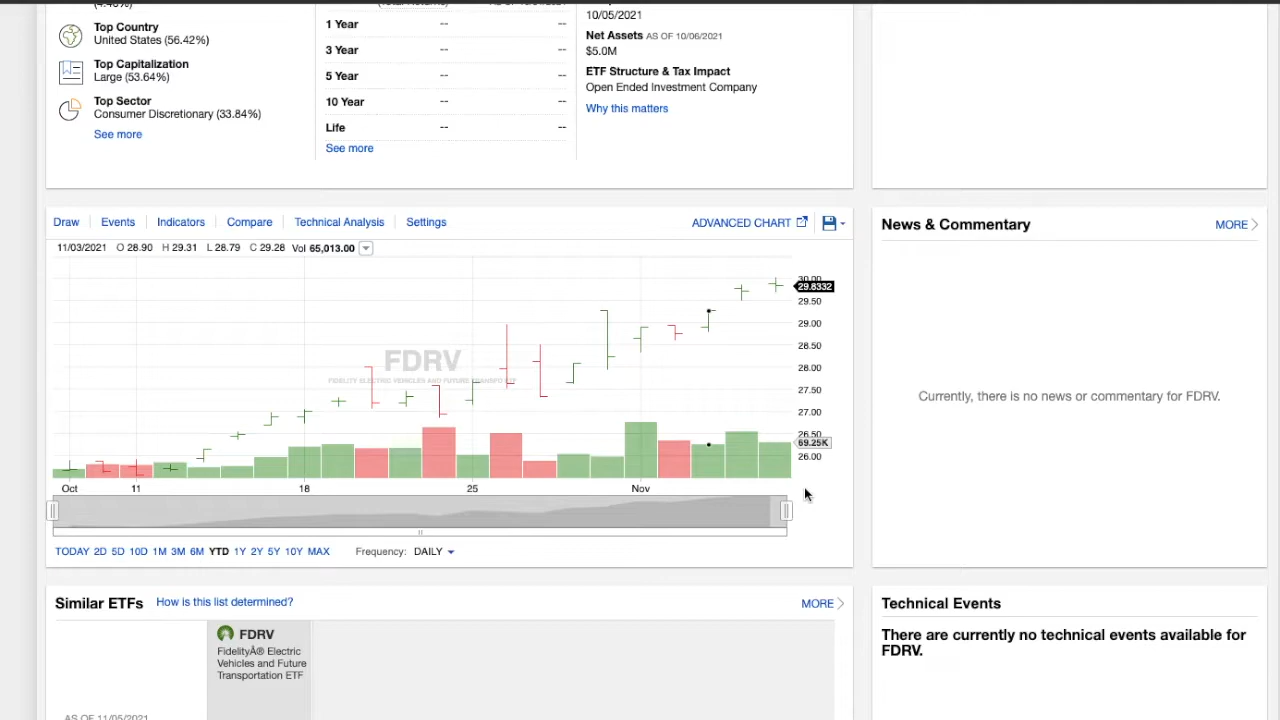 Top Country
United States (56.42%)
Top Capitalization
Large (53.64%)
Top Sector
Consumer Discretionary (33.84%)
See more
1 Year -- --
3 Year -- --
5 Year -- --
10 Year -- --
Life -- --
See more
10/05/2021
Net Assets AS OF 10/06/2021
$5.0M
ETF Structure & Tax Impact
Open Ended Investment Company
Why this matters
Draw Events Indicators Compare Technical Analysis Settings ADVANCED CHART
11/03/2021 O 28.90 H 29.31 L 28.79 C 29.28 Vol 65,013.00
30.00
29.8332
29.50
29.00
28.50
28.00
27.50
27.00
26.50
69.25K
26.00
FDRV
FIDELITY ELECTRIC VEHICLES AND FUTURE TRANSPO
Oct 11 18 25 Nov
TODAY 2D 5D 10D 1M 3M 6M YTD 1Y 2Y 5Y 10Y MAX Frequency: DAILY
News & Commentary MORE
Currently, there is no news or commentary for FDRV.
Similar ETFs How is this list determined? MORE
FDRV
FidelityÂ® Electric
Vehicles and Future
Transportation ETF
AS OF 11/05/2021
Technical Events
There are currently no technical events available for
FDRV.